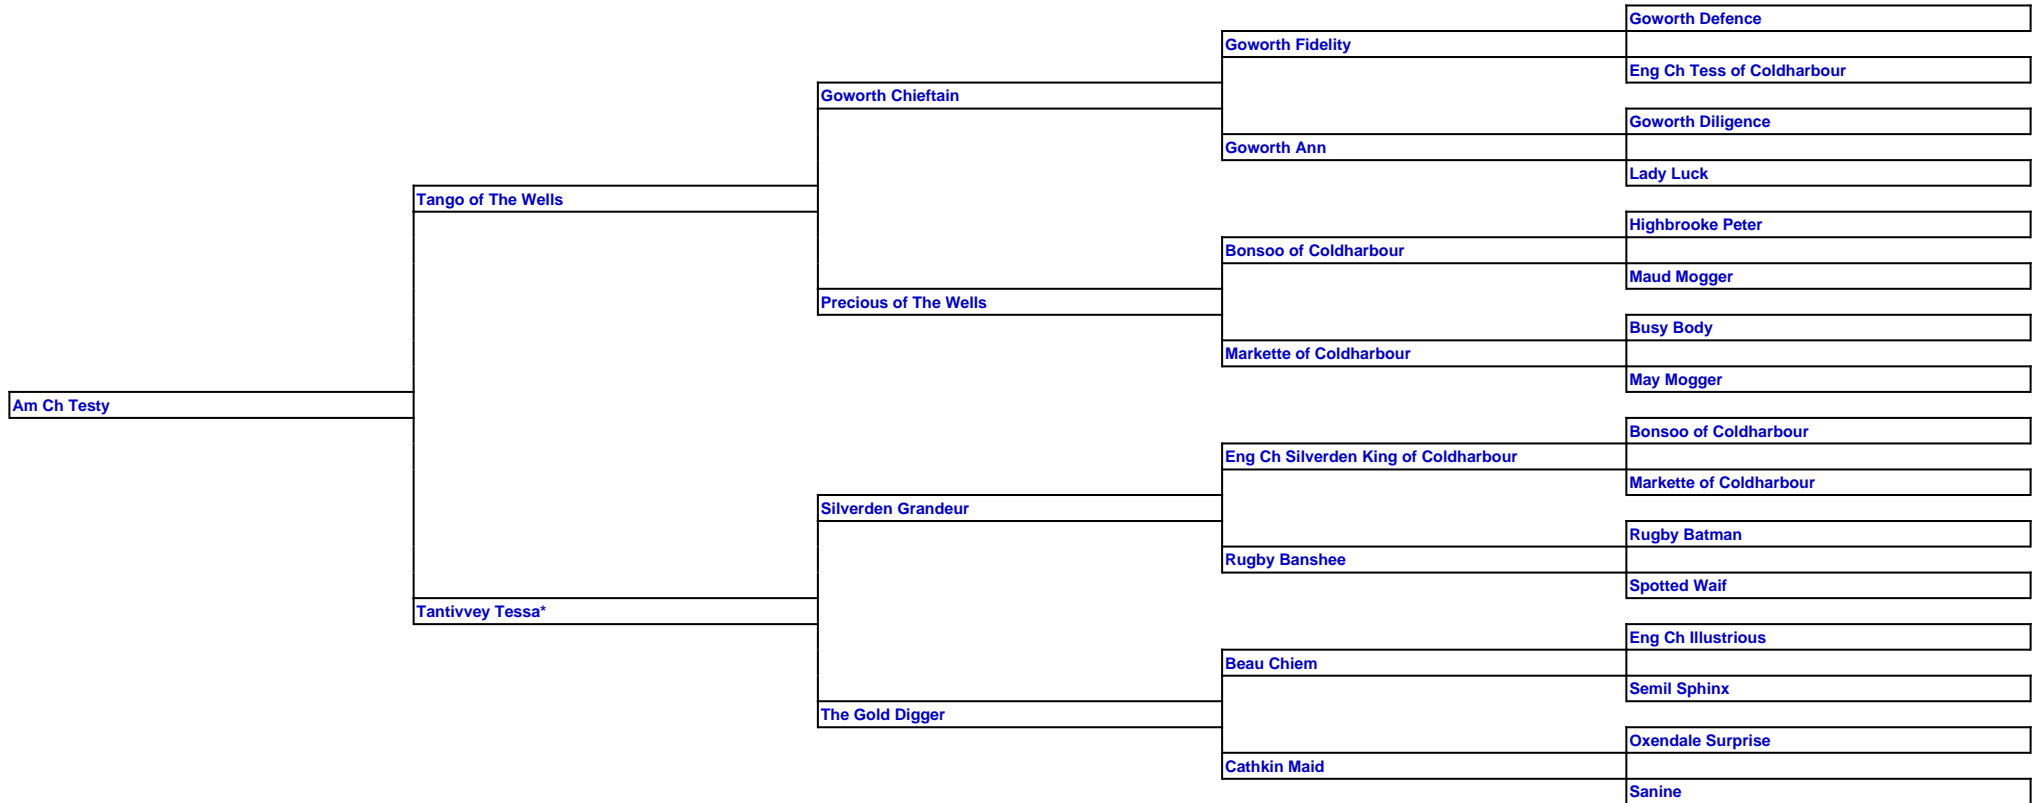 Goworth Defence
Goworth Fidelity
Eng Ch Tess of Coldharbour
Goworth Chieftain
Goworth Diligence
Goworth Ann
Lady Luck
Tango of The Wells
Highbrooke Peter
Bonsoo of Coldharbour
Maud Mogger
Precious of The Wells
Busy Body
Markette of Coldharbour
May Mogger
Am Ch Testy
Bonsoo of Coldharbour
Eng Ch Silverden King of Coldharbour
Markette of Coldharbour
Silverden Grandeur
Rugby Batman
Rugby Banshee
Spotted Waif
Tantivvey Tessa*
Eng Ch Illustrious
Beau Chiem
Semil Sphinx
The Gold Digger
Oxendale Surprise
Cathkin Maid
Sanine